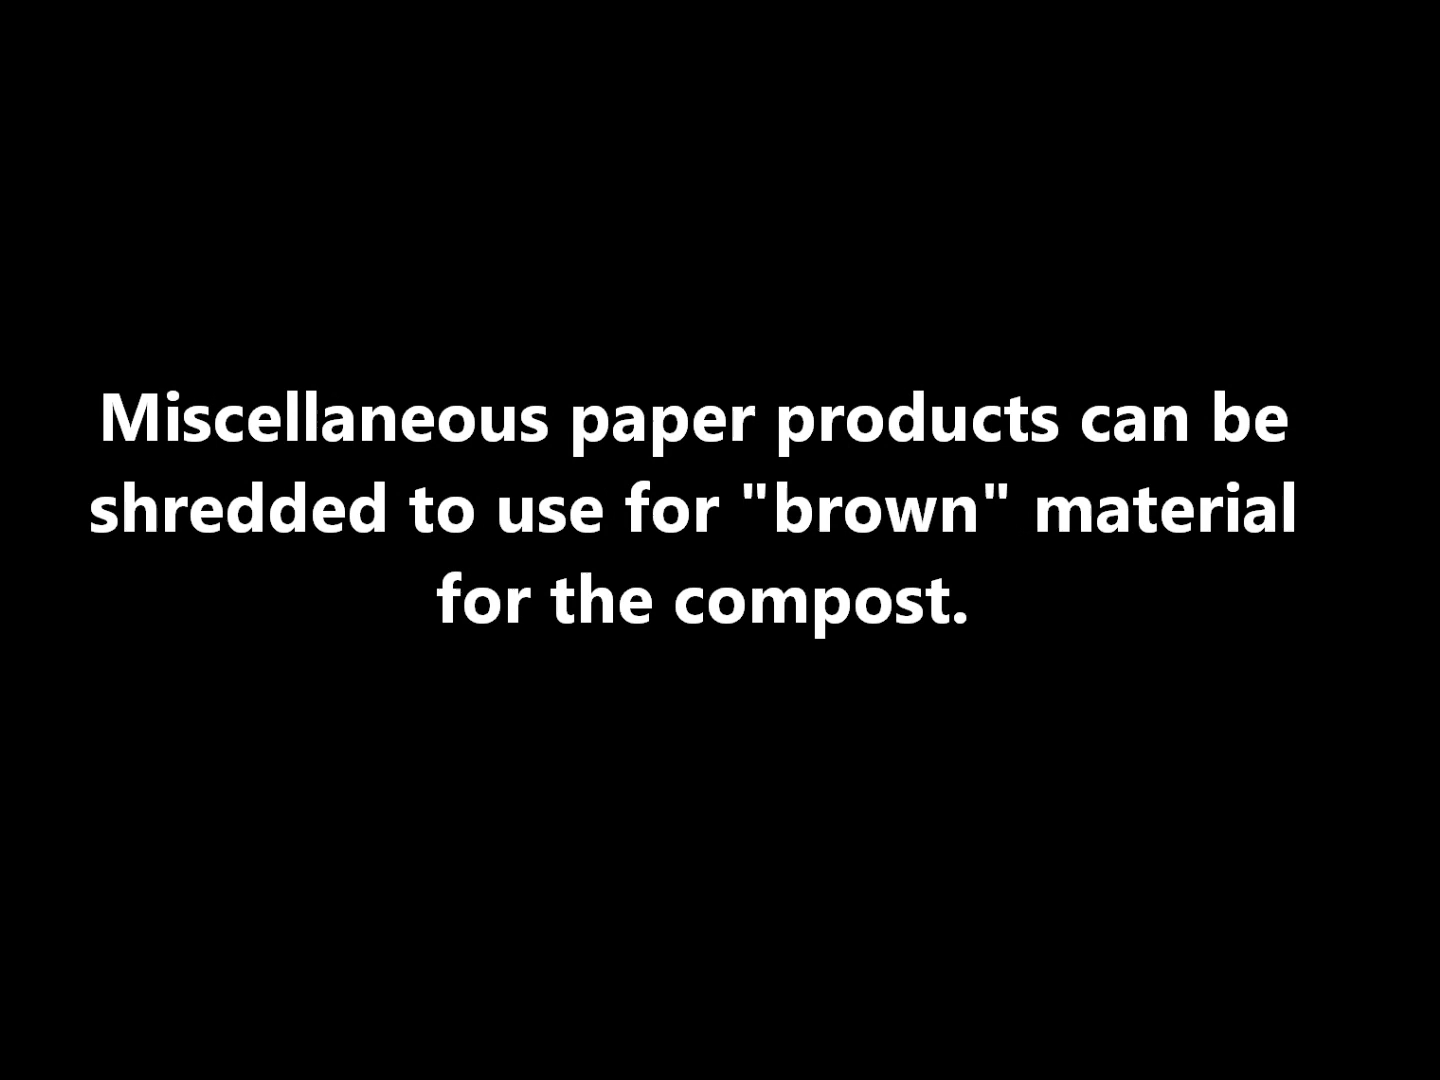 Miscellaneous paper products can be
shredded to use for "brown" material
for the compost.